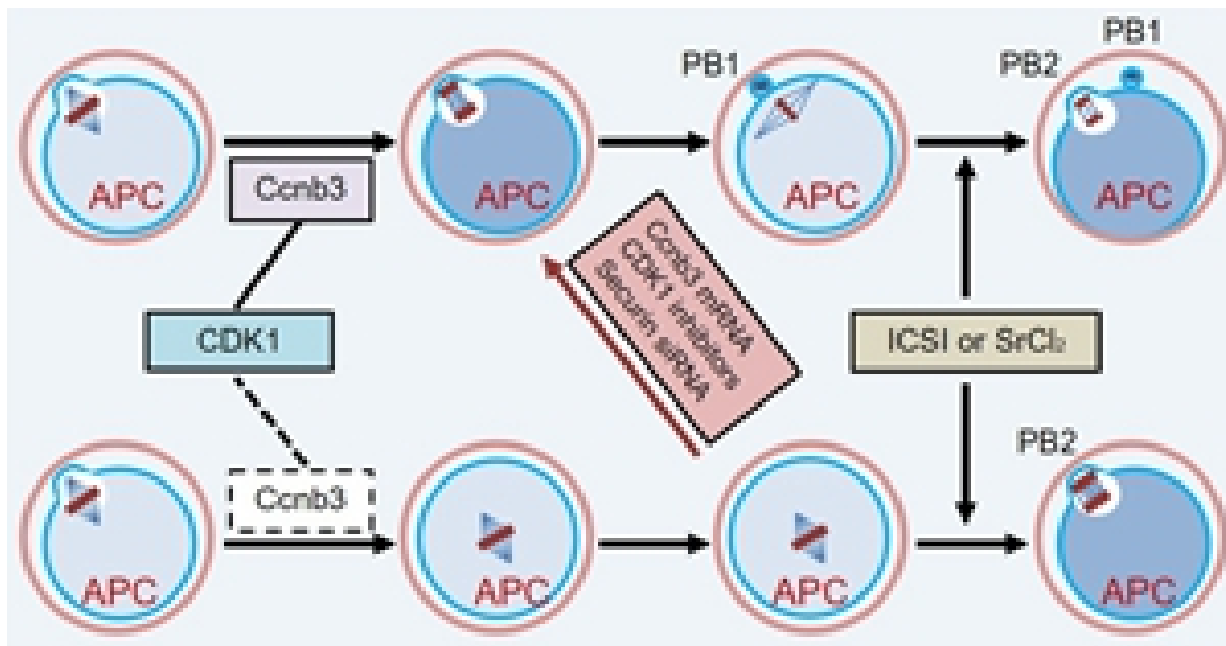 PB1
PB1
PB2
APC
APC
APC
APC
Ccnb3
Ccnb3 mRNA
CDK1 inhibitors
Securin siRNA
CDK1
ICSI or SrCl₂
PB2
Ccnb3
APC
APC
APC
APC